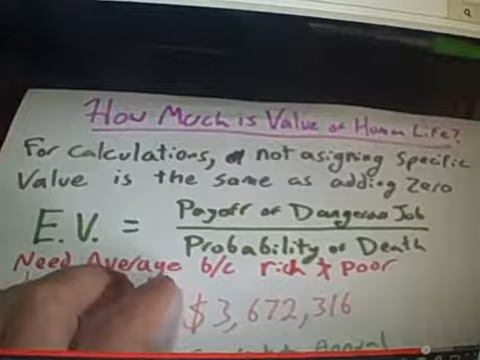 How Much is Value of Human Life?
For calculations, not assigning specific
Value is the same as adding zero
E.V. = Payoff of Dangerous Job
Probability of Death
Need Average b/c rich & poor
$3,672,316
Annual